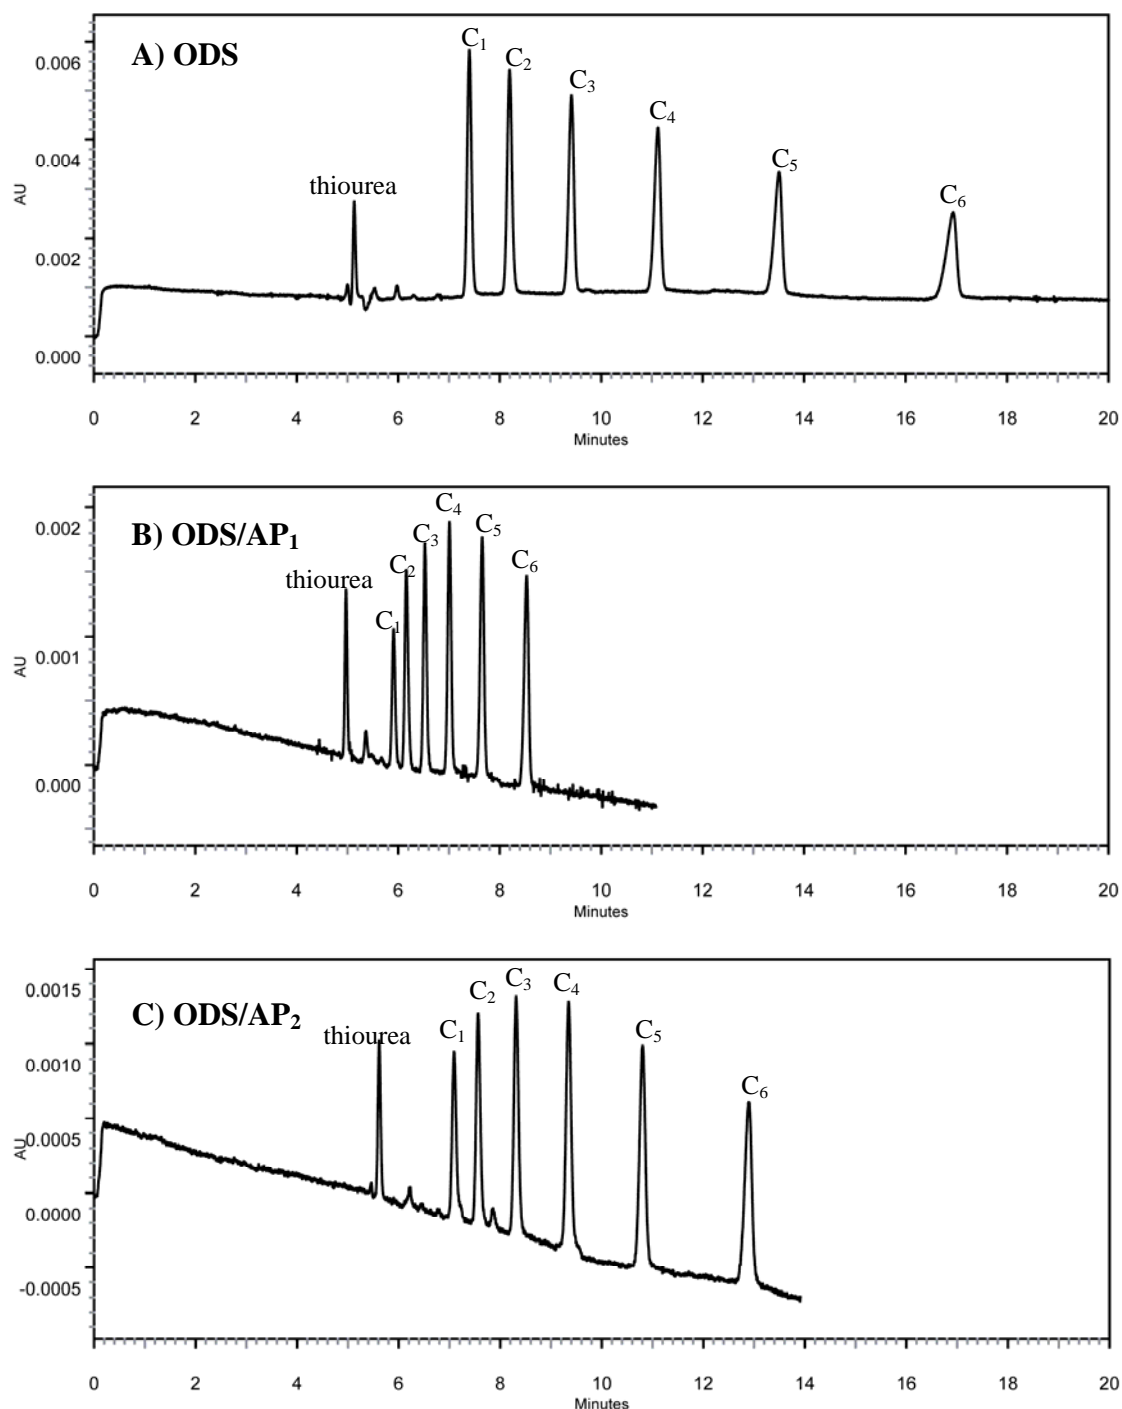 A) ODS
C₁
C₂
C₃
C₄
C₅
C₆
thiourea
AU
0.006
0.004
0.002
0.000
0 2 4 6 8 10 12 14 16 18 20
Minutes
B) ODS/AP₁
thiourea
C₁
C₂
C₃
C₄
C₅
C₆
AU
0.002
0.001
0.000
0 2 4 6 8 10 12 14 16 18 20
Minutes
C) ODS/AP₂
thiourea
C₁
C₂
C₃
C₄
C₅
C₆
AU
0.0015
0.0010
0.0005
0.0000
-0.0005
0 2 4 6 8 10 12 14 16 18 20
Minutes